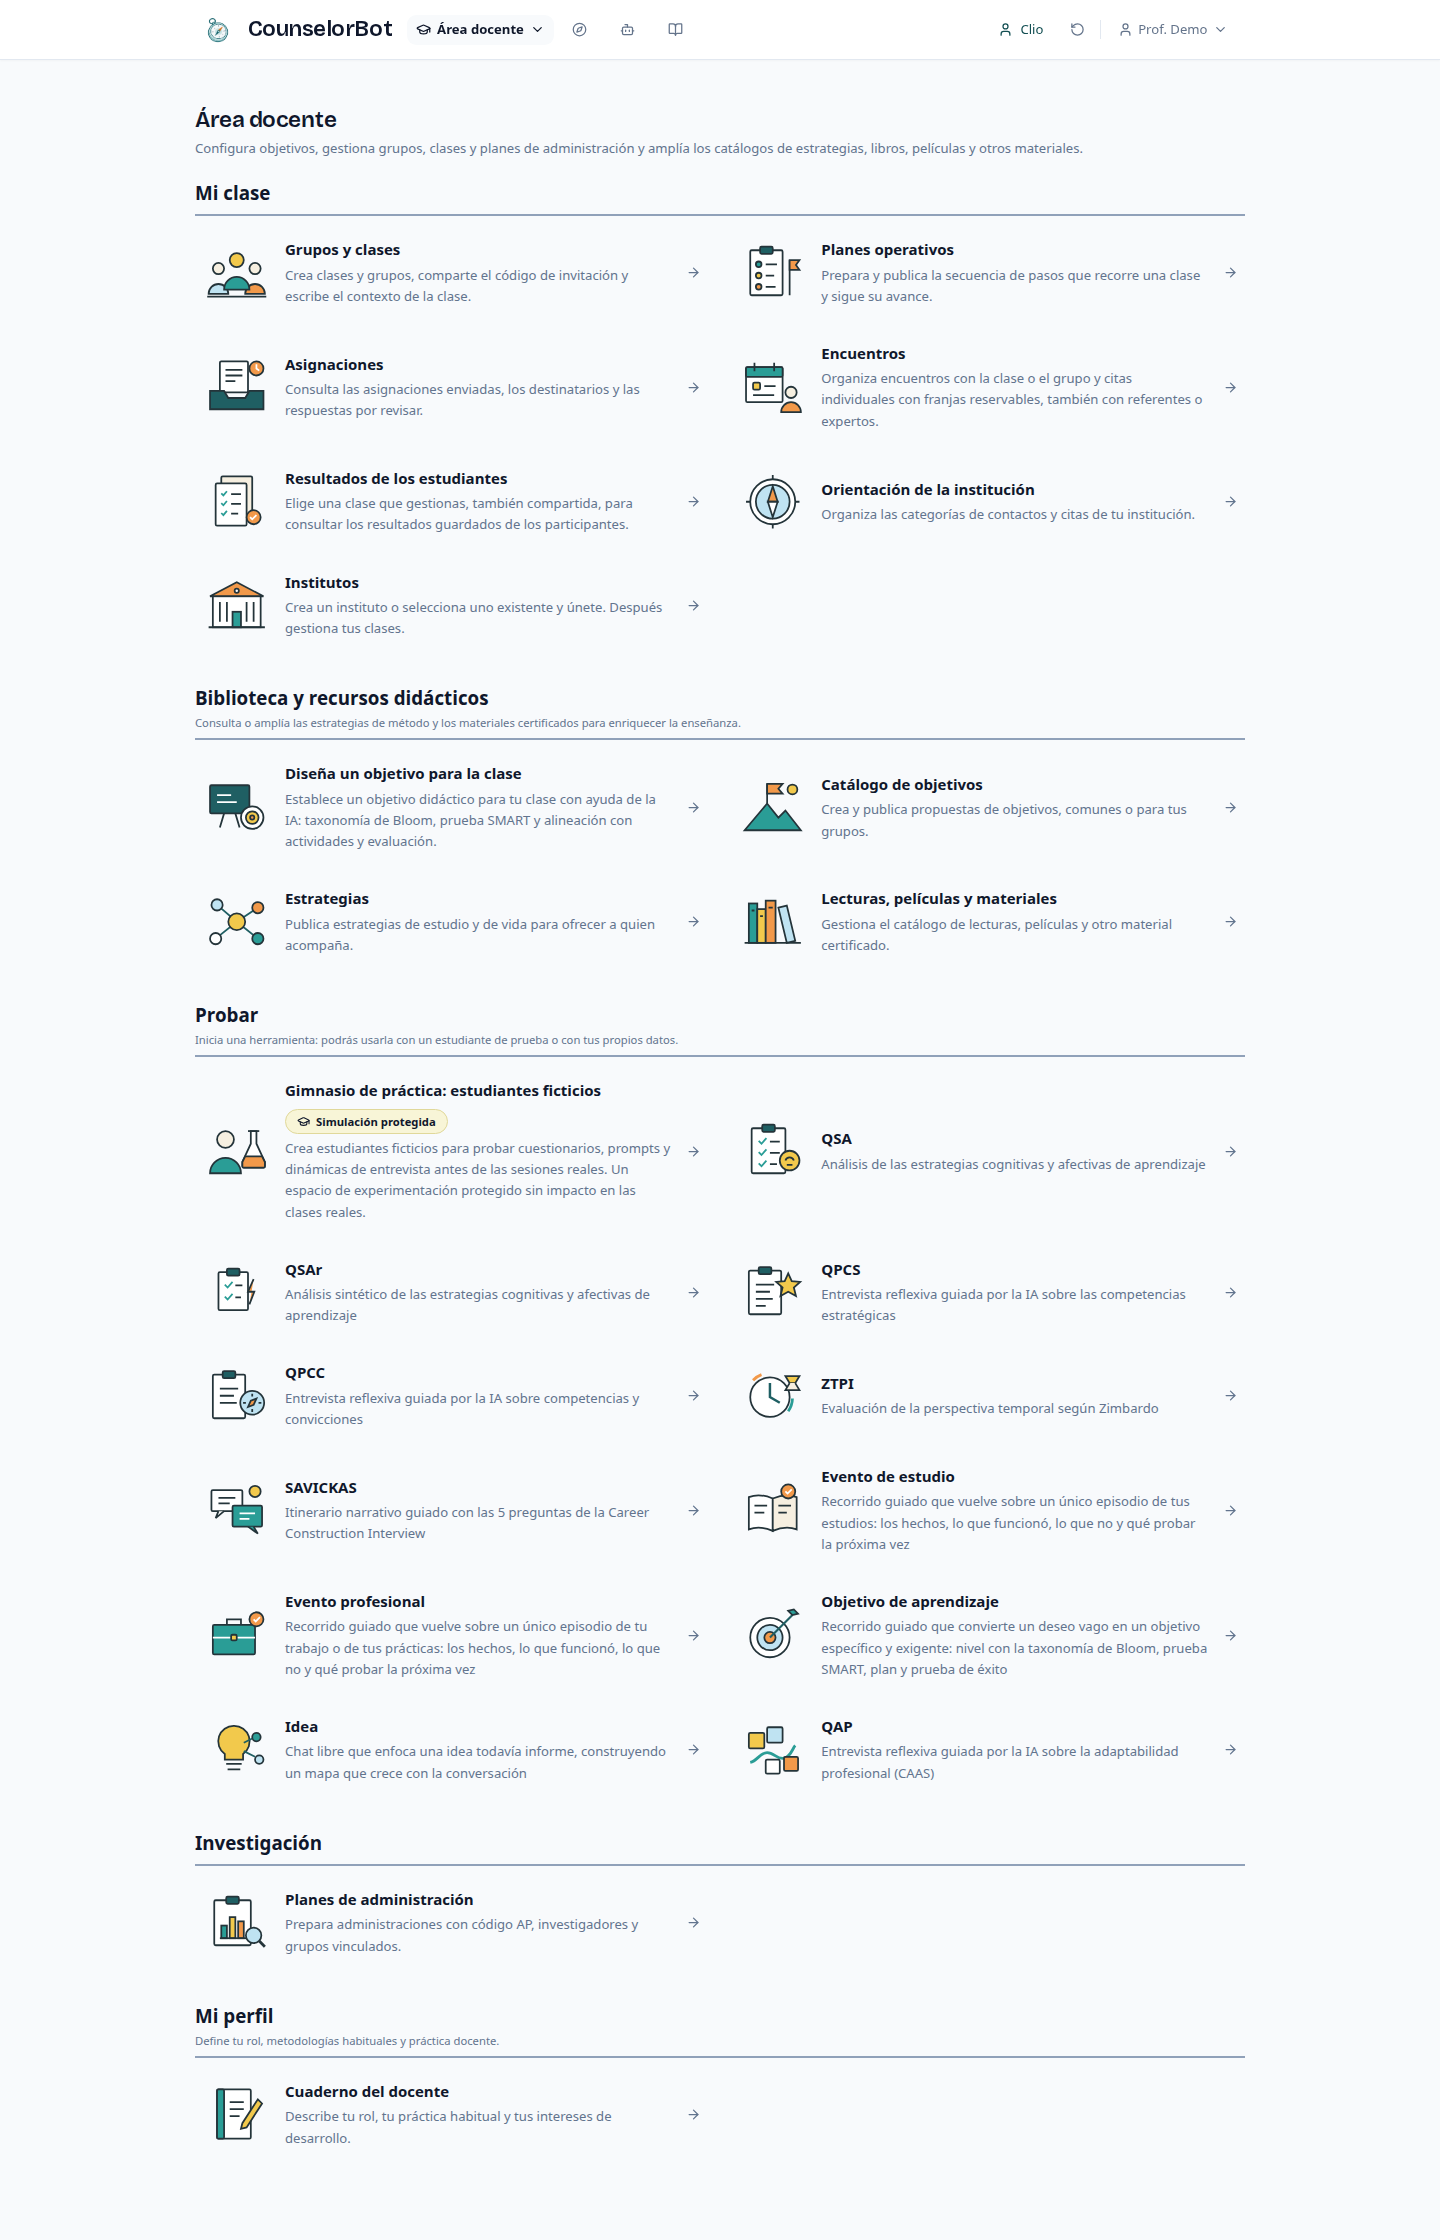 CounselorBot
Área docente
Clio
Prof. Demo
Área docente
Configura objetivos, gestiona grupos, clases y planes de administración y amplía los catálogos de estrategias, libros, películas y otros materiales.
Mi clase
Grupos y clases
Crea clases y grupos, comparte el código de invitación y
escribe el contexto de la clase.
Planes operativos
Prepara y publica la secuencia de pasos que recorre una clase
y sigue su avance.
Asignaciones
Consulta las asignaciones enviadas, los destinatarios y las
respuestas por revisar.
Encuentros
Organiza encuentros con la clase o el grupo y citas
individuales con franjas reservables, también con referentes o
expertos.
Resultados de los estudiantes
Elige una clase que gestionas, también compartida, para
consultar los resultados guardados de los participantes.
Orientación de la institución
Organiza las categorías de contactos y citas de tu institución.
Institutos
Crea un instituto o selecciona uno existente y únete. Después
gestiona tus clases.
Biblioteca y recursos didácticos
Consulta o amplía las estrategias de método y los materiales certificados para enriquecer la enseñanza.
Diseña un objetivo para la clase
Establece un objetivo didáctico para tu clase con ayuda de la
IA: taxonomía de Bloom, prueba SMART y alineación con
actividades y evaluación.
Catálogo de objetivos
Crea y publica propuestas de objetivos, comunes o para tus
grupos.
Estrategias
Publica estrategias de estudio y de vida para ofrecer a quien
acompaña.
Lecturas, películas y materiales
Gestiona el catálogo de lecturas, películas y otro material
certificado.
Probar
Inicia una herramienta: podrás usarla con un estudiante de prueba o con tus propios datos.
Gimnasio de práctica: estudiantes ficticios
Simulación protegida
Crea estudiantes ficticios para probar cuestionarios, prompts y
dinámicas de entrevista antes de las sesiones reales. Un
espacio de experimentación protegido sin impacto en las
clases reales.
QSA
Análisis de las estrategias cognitivas y afectivas de aprendizaje
QSAr
Análisis sintético de las estrategias cognitivas y afectivas de
aprendizaje
QPCS
Entrevista reflexiva guiada por la IA sobre las competencias
estratégicas
QPCC
Entrevista reflexiva guiada por la IA sobre competencias y
convicciones
ZTPI
Evaluación de la perspectiva temporal según Zimbardo
SAVICKAS
Itinerario narrativo guiado con las 5 preguntas de la Career
Construction Interview
Evento de estudio
Recorrido guiado que vuelve sobre un único episodio de tus
estudios: los hechos, lo que funcionó, lo que no y qué probar
la próxima vez
Evento profesional
Recorrido guiado que vuelve sobre un único episodio de tu
trabajo o de tus prácticas: los hechos, lo que funcionó, lo que
no y qué probar la próxima vez
Objetivo de aprendizaje
Recorrido guiado que convierte un deseo vago en un objetivo
específico y exigente: nivel con la taxonomía de Bloom, prueba
SMART, plan y prueba de éxito
Idea
Chat libre que enfoca una idea todavía informe, construyendo
un mapa que crece con la conversación
QAP
Entrevista reflexiva guiada por la IA sobre la adaptabilidad
profesional (CAAS)
Investigación
Planes de administración
Prepara administraciones con código AP, investigadores y
grupos vinculados.
Mi perfil
Define tu rol, metodologías habituales y práctica docente.
Cuaderno del docente
Describe tu rol, tu práctica habitual y tus intereses de
desarrollo.